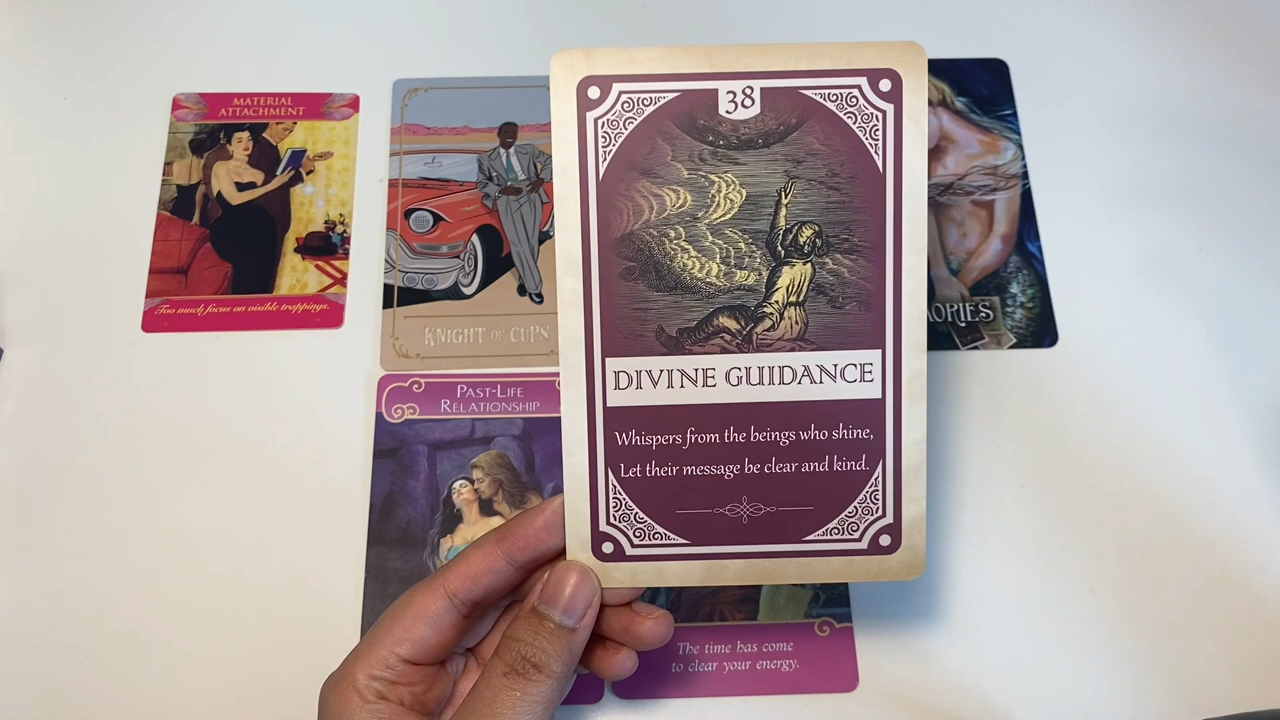 MATERIAL
ATTACHMENT
Too much focus on visible trappings.
KNIGHT OF CUPS
PAST-LIFE
RELATIONSHIP
38
DIVINE GUIDANCE
Whispers from the beings who shine,
Let their message be clear and kind.
The time has come
to clear your energy.